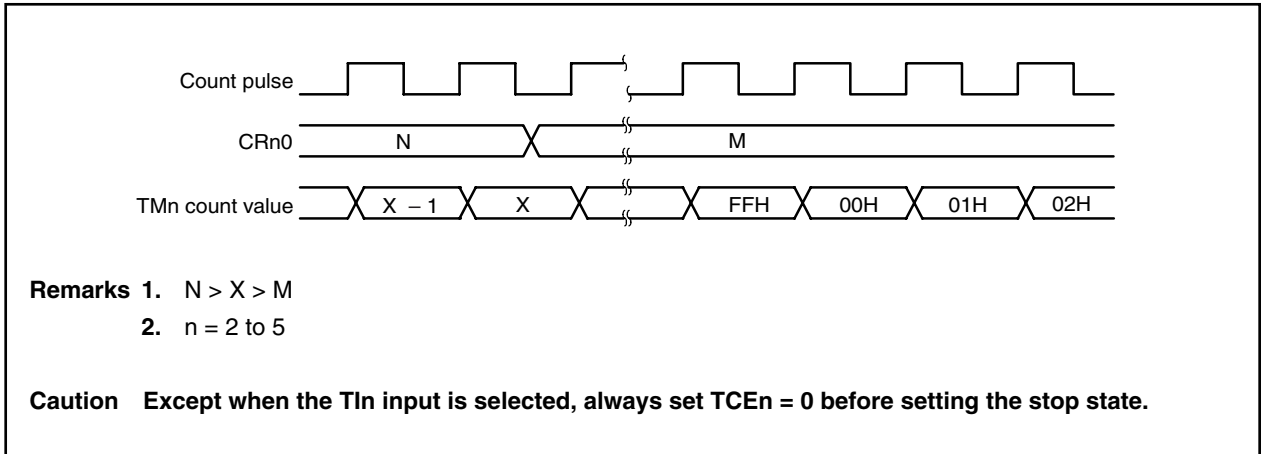 Count pulse
CRn0 N M
TMn count value X – 1 X FFH 00H 01H 02H
Remarks 1. N > X > M
2. n = 2 to 5
Caution Except when the TIn input is selected, always set TCEn = 0 before setting the stop state.